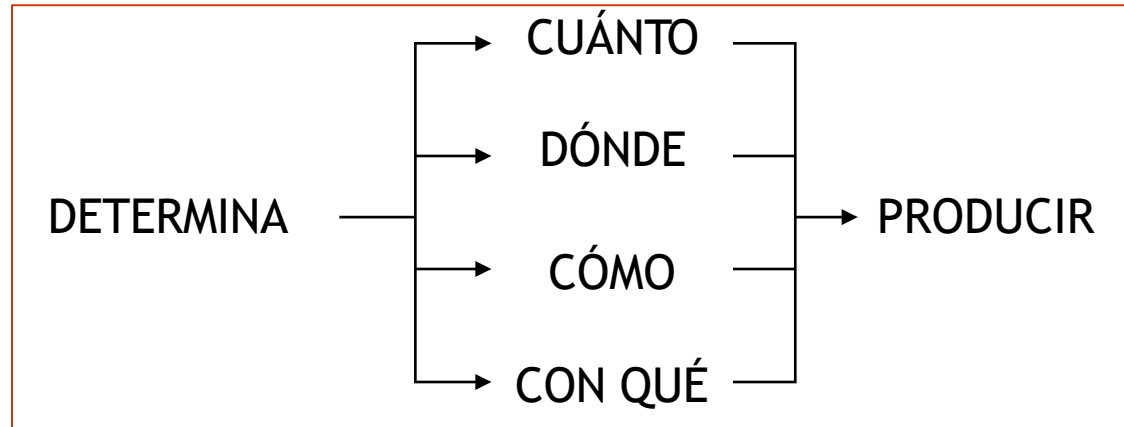 CUÁNTO
DÓNDE
DETERMINA
PRODUCIR
CÓMO
CON QUÉ